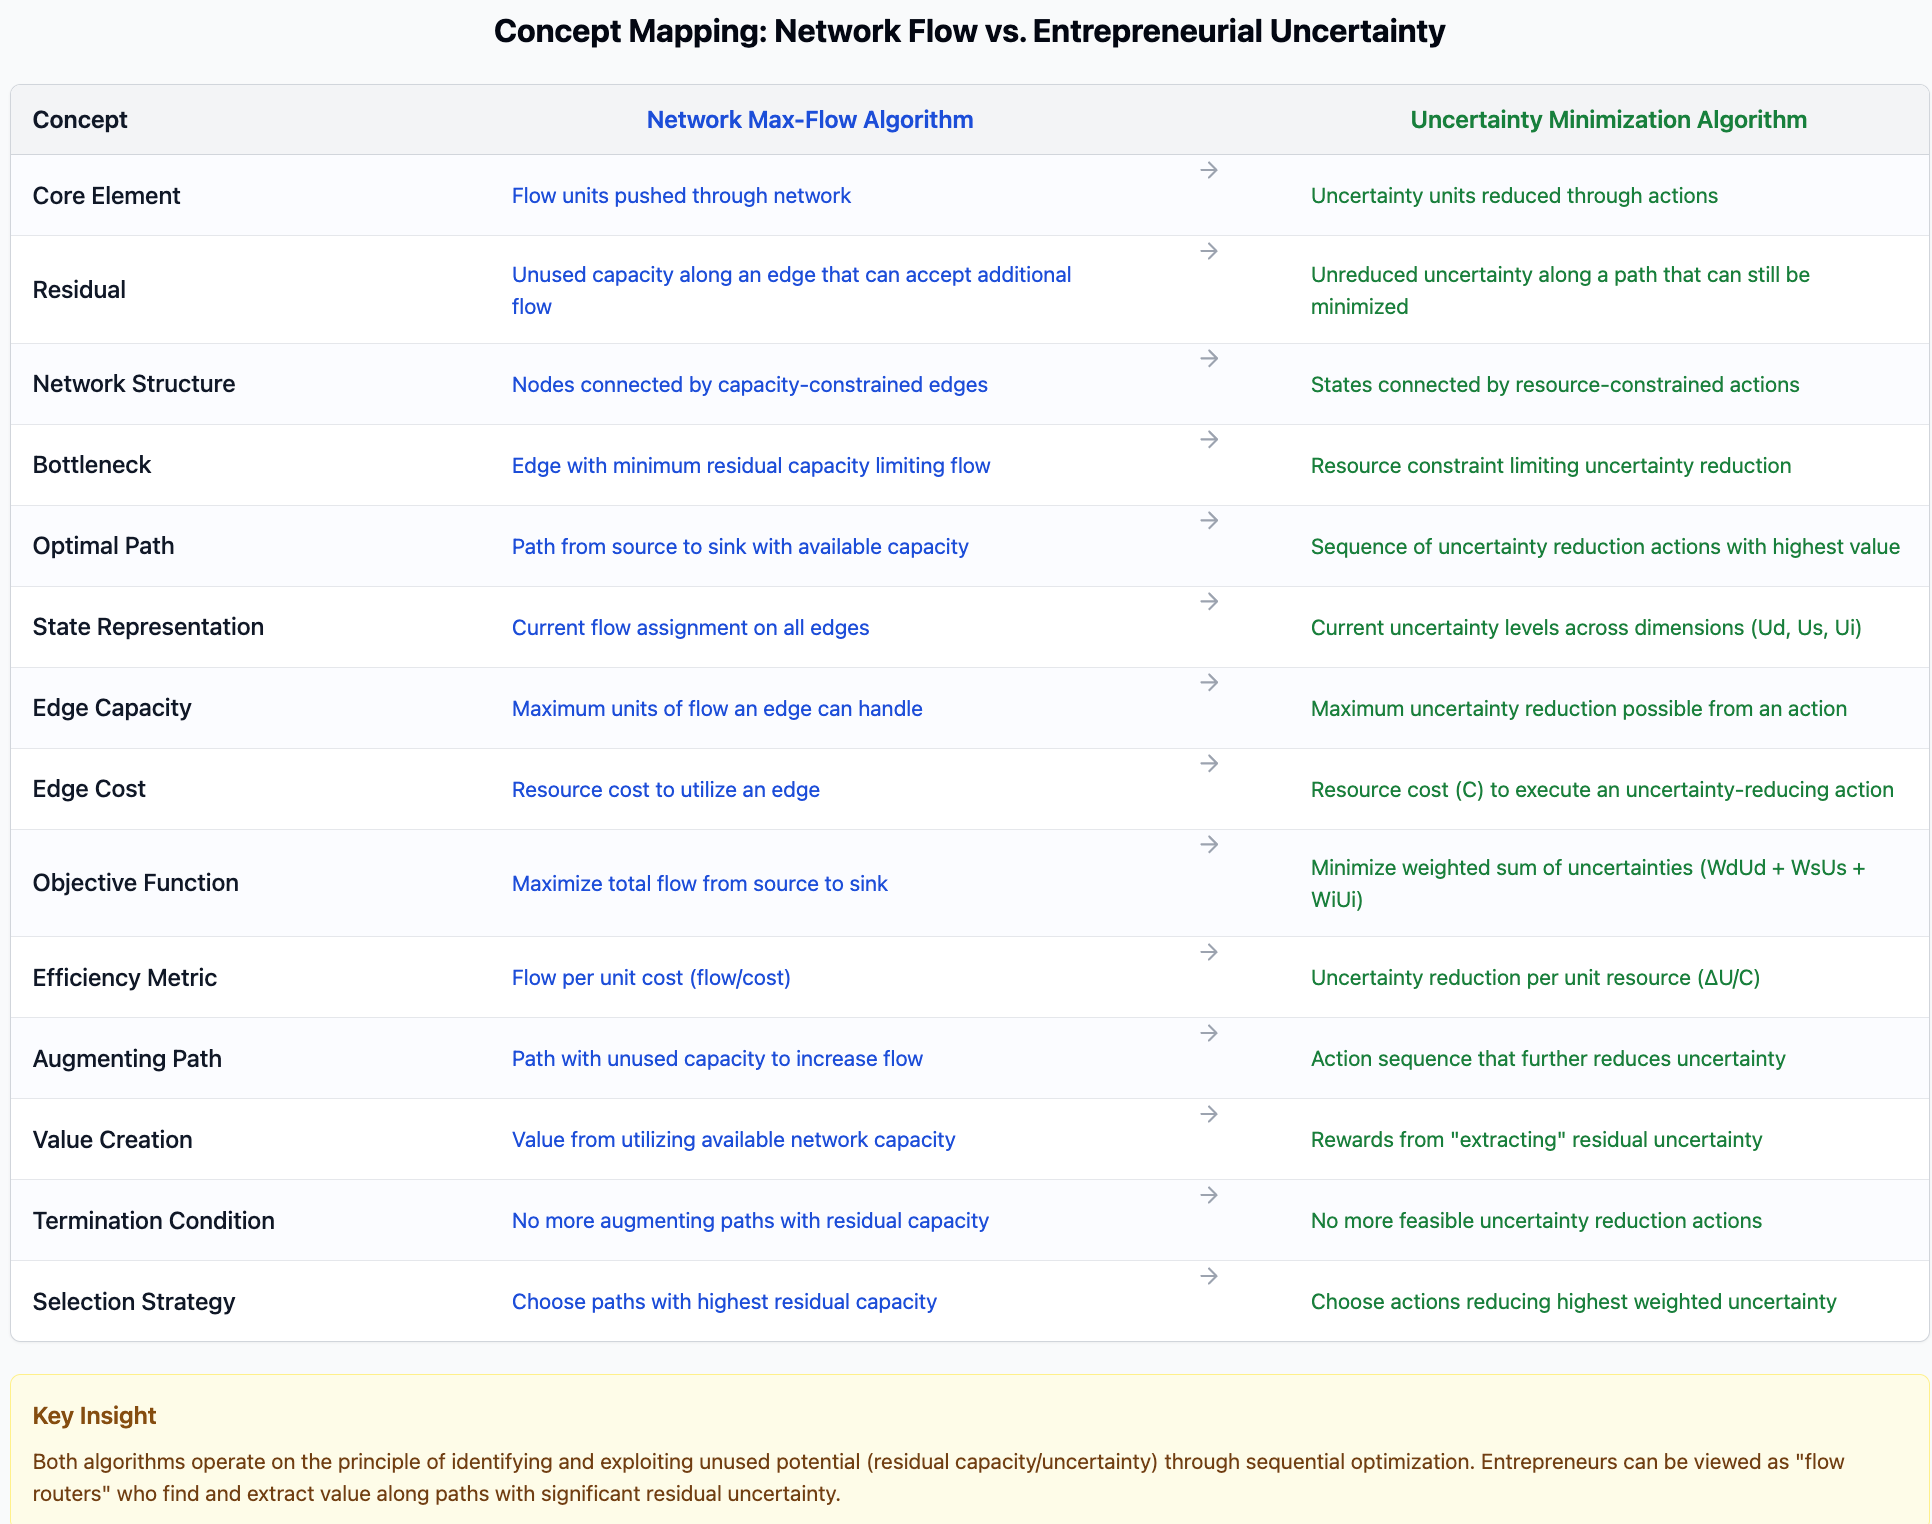 Concept Mapping: Network Flow vs. Entrepreneurial Uncertainty
Concept Network Max-Flow Algorithm Uncertainty Minimization Algorithm
Core Element Flow units pushed through network → Uncertainty units reduced through actions
Residual Unused capacity along an edge that can accept additional → Unreduced uncertainty along a path that can still be
flow minimized
Network Structure Nodes connected by capacity-constrained edges → States connected by resource-constrained actions
Bottleneck Edge with minimum residual capacity limiting flow → Resource constraint limiting uncertainty reduction
Optimal Path Path from source to sink with available capacity → Sequence of uncertainty reduction actions with highest value
State Representation Current flow assignment on all edges → Current uncertainty levels across dimensions (Ud, Us, Ui)
Edge Capacity Maximum units of flow an edge can handle → Maximum uncertainty reduction possible from an action
Edge Cost Resource cost to utilize an edge → Resource cost (C) to execute an uncertainty-reducing action
Objective Function Maximize total flow from source to sink → Minimize weighted sum of uncertainties (WdUd + WsUs +
WiUi)
Efficiency Metric Flow per unit cost (flow/cost) → Uncertainty reduction per unit resource (ΔU/C)
Augmenting Path Path with unused capacity to increase flow → Action sequence that further reduces uncertainty
Value Creation Value from utilizing available network capacity → Rewards from "extracting" residual uncertainty
Termination Condition No more augmenting paths with residual capacity → No more feasible uncertainty reduction actions
Selection Strategy Choose paths with highest residual capacity → Choose actions reducing highest weighted uncertainty
Key Insight
Both algorithms operate on the principle of identifying and exploiting unused potential (residual capacity/uncertainty) through sequential optimization. Entrepreneurs can be viewed as "flow
routers" who find and extract value along paths with significant residual uncertainty.